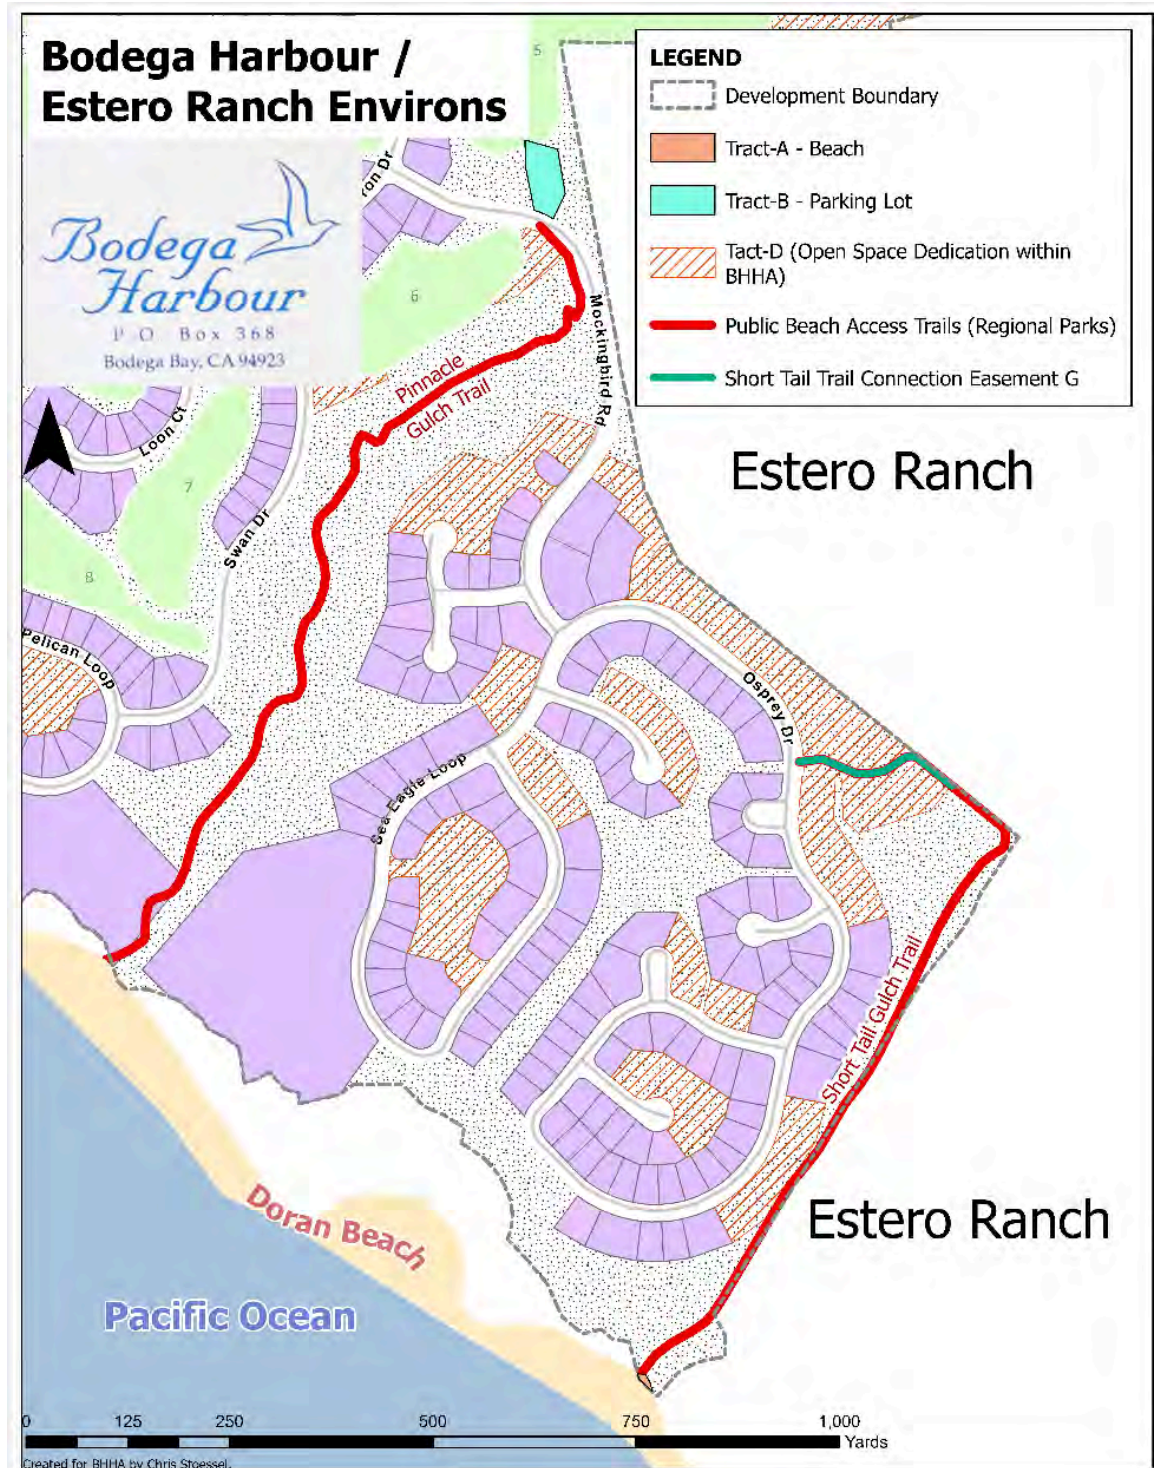 Bodega Harbour /
Estero Ranch Environs
Bodega
Harbour
P O Box 368
Bodega Bay, CA 94923
LEGEND
Development Boundary
Tract-A - Beach
Tract-B - Parking Lot
Tact-D (Open Space Dedication within
BHHA)
Public Beach Access Trails (Regional Parks)
Short Tail Trail Connection Easement G
5
ron Dr
6
Mockingbird Rd
Pinnacle
Gulch Trail
Loon Ct
7
Swan Dr
8
Pelican Loop
Estero Ranch
Osprey Dr
Sea Eagle Loop
Short Tail Gulch Trail
Estero Ranch
Doran Beach
Pacific Ocean
0 125 250 500 750 1,000
Yards
Created for BHHA by Chris Stoessel.